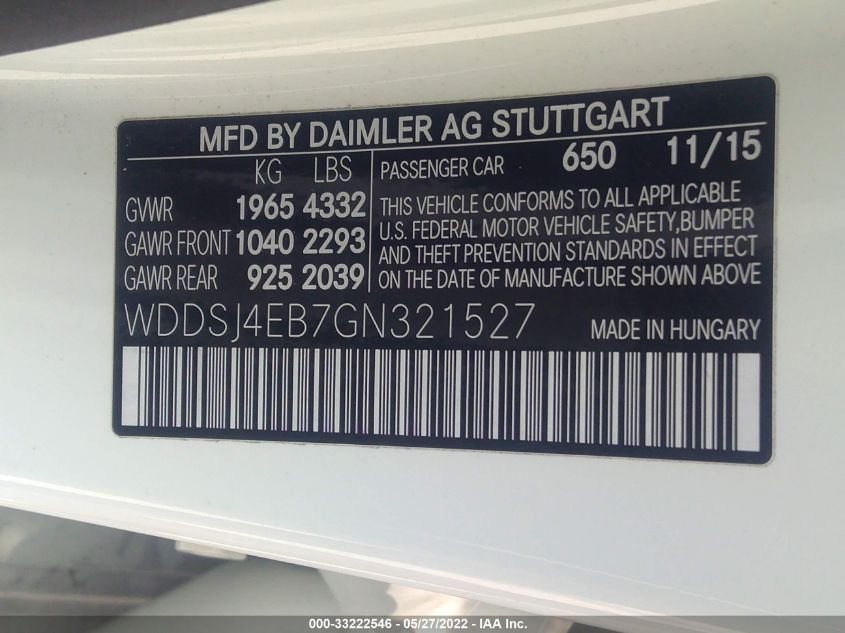 MFD BY DAIMLER AG STUTTGART
KG LBS
GVWR 1965 4332
GAWR FRONT 1040 2293
GAWR REAR 925 2039
PASSENGER CAR 650 11/15
THIS VEHICLE CONFORMS TO ALL APPLICABLE
U.S. FEDERAL MOTOR VEHICLE SAFETY,BUMPER
AND THEFT PREVENTION STANDARDS IN EFFECT
ON THE DATE OF MANUFACTURE SHOWN ABOVE
WDDSJ4EB7GN321527 MADE IN HUNGARY
000-33222546 - 05/27/2022 - IAA Inc.